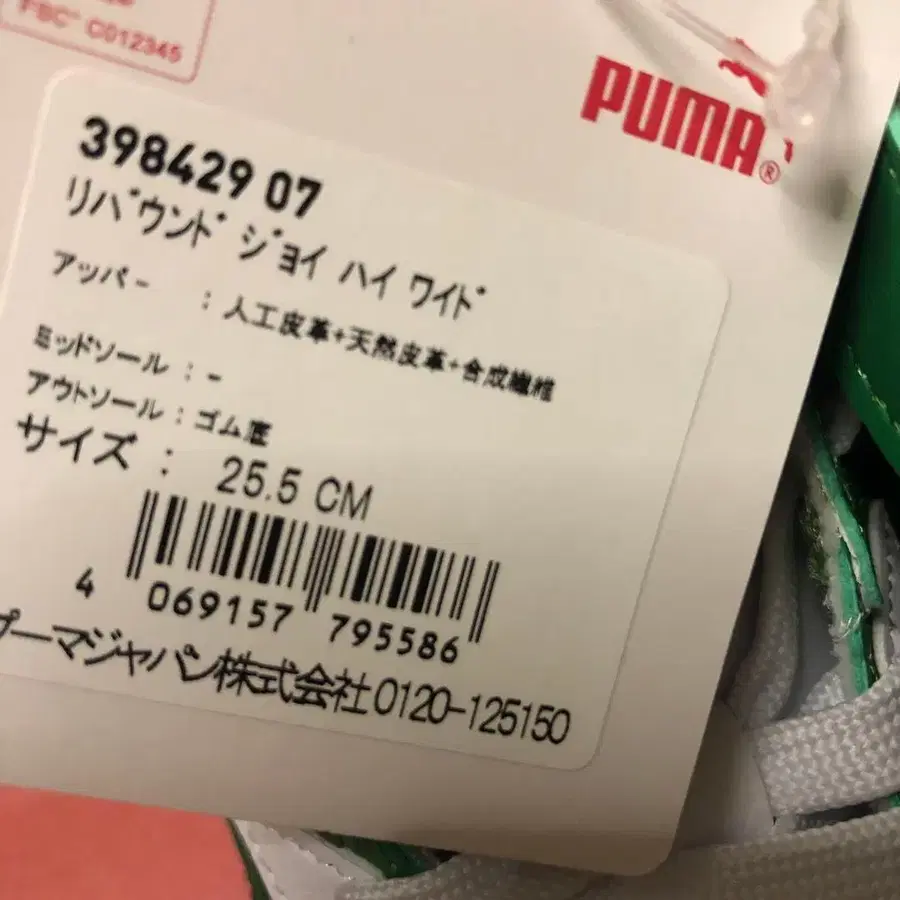 FSC® C012345
PUMA®
398429 07
リバウンド ジョイ ハイ ワイド
アッパー : 人工皮革+天然皮革+合成繊維
ミッドソール : -
アウトソール : ゴム底
サイズ : 25.5 CM
4 069157 795586
プーマジャパン株式会社 0120-125150